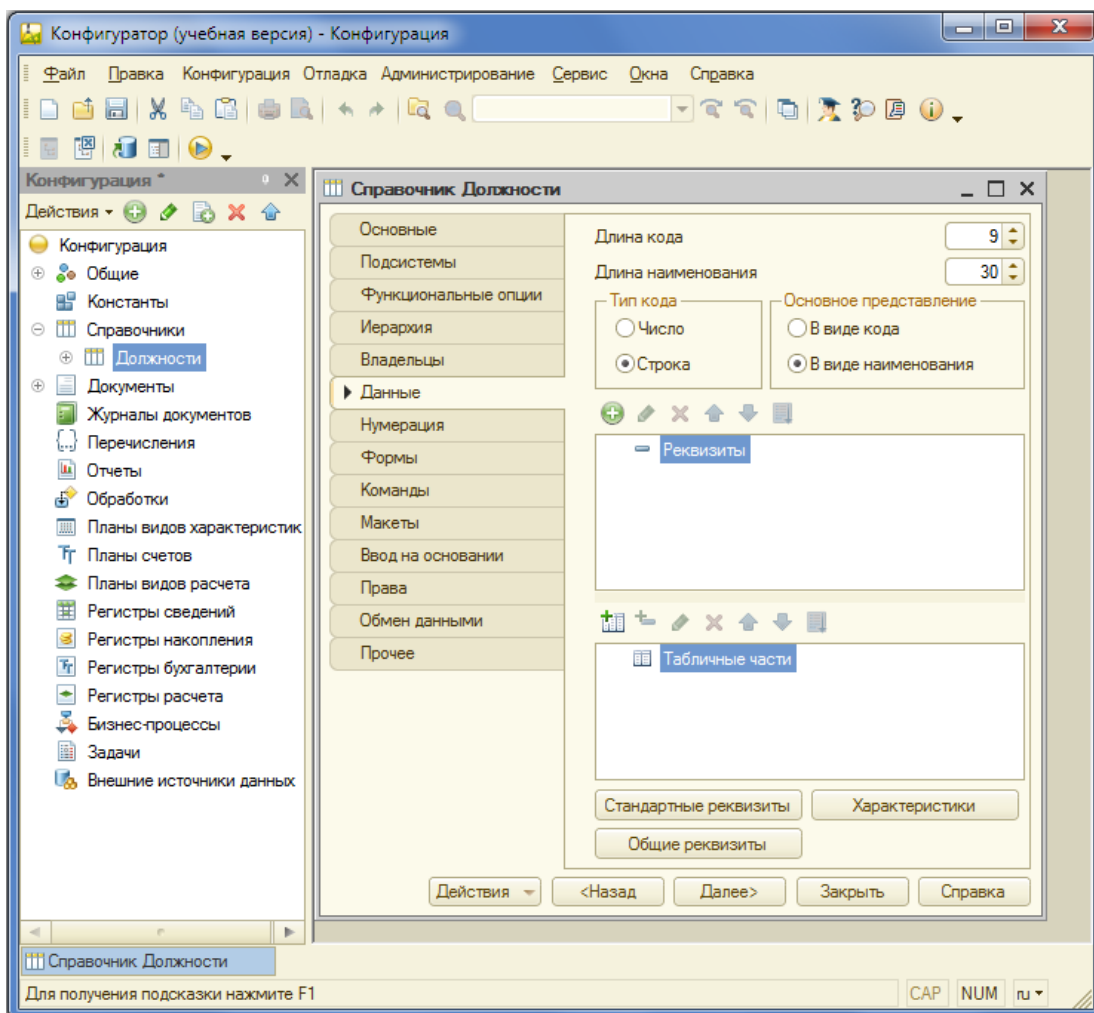 Конфигуратор (учебная версия) - Конфигурация
Файл Правка Конфигурация Отладка Администрирование Сервис Окна Справка
Конфигурация *
Действия
Конфигурация
Общие
Константы
Справочники
Должности
Документы
Журналы документов
Перечисления
Отчеты
Обработки
Планы видов характеристик
Планы счетов
Планы видов расчета
Регистры сведений
Регистры накопления
Регистры бухгалтерии
Регистры расчета
Бизнес-процессы
Задачи
Внешние источники данных
Справочник Должности
Основные
Подсистемы
Функциональные опции
Иерархия
Владельцы
Данные
Нумерация
Формы
Команды
Макеты
Ввод на основании
Права
Обмен данными
Прочее
Длина кода 9
Длина наименования 30
Тип кода Основное представление
Число В виде кода
Строка В виде наименования
Реквизиты
Табличные части
Стандартные реквизиты Характеристики
Общие реквизиты
Действия <Назад Далее> Закрыть Справка
Справочник Должности
Для получения подсказки нажмите F1 CAP NUM ru